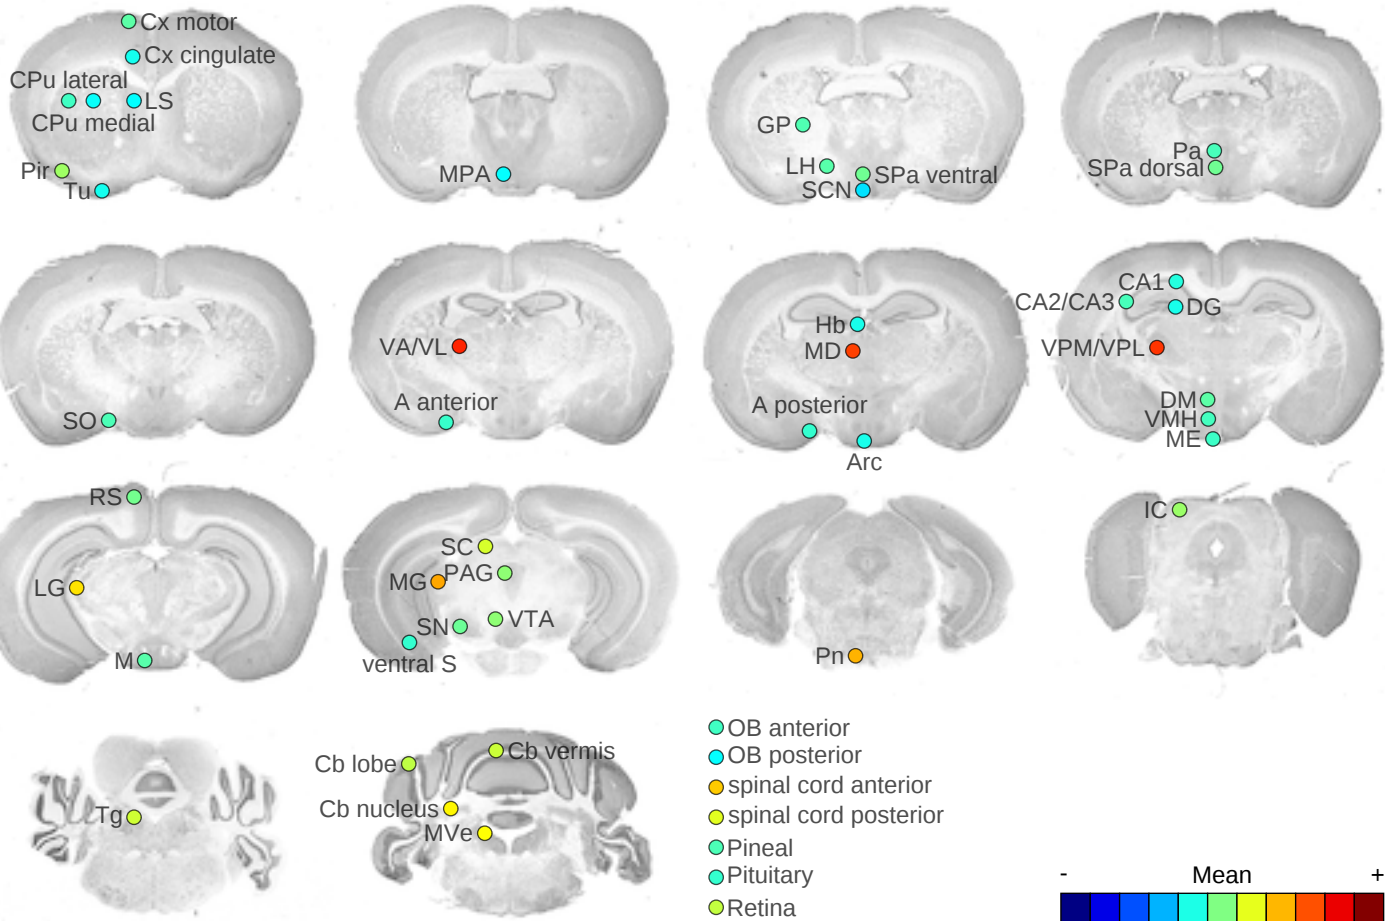 Cx motor
Cx cingulate
CPu lateral
LS
CPu medial
Pir
Tu
MPA
GP
LH
SPa ventral
SCN
Pa
SPa dorsal
SO
VA/VL
A anterior
Hb
MD
A posterior
Arc
CA1
CA2/CA3
DG
VPM/VPL
DM
VMH
ME
RS
LG
M
SC
MG
PAG
SN
VTA
ventral S
Pn
IC
Tg
Cb lobe
Cb vermis
Cb nucleus
MVe
OB anterior
OB posterior
spinal cord anterior
spinal cord posterior
Pineal
Pituitary
Retina
- Mean +